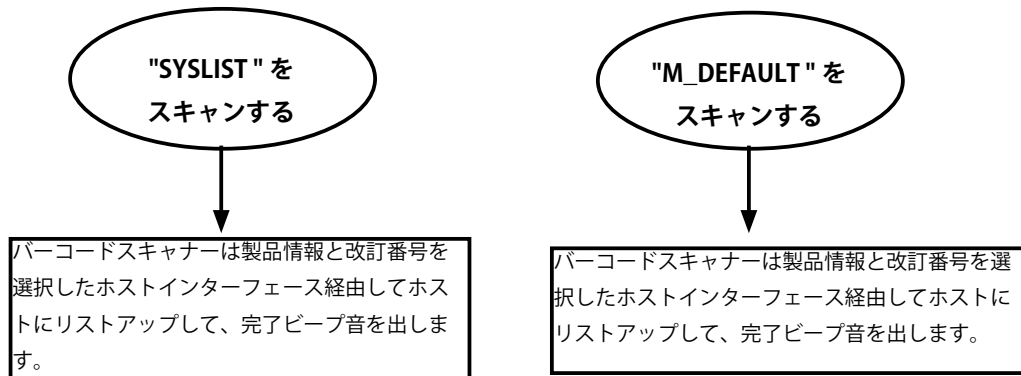 "SYSLIST " を
スキャンする
バーコードスキャナーは製品情報と改訂番号を
選択したホストインターフェース経由してホス
トにリストアップして、完了ビープ音を出しま
す。
"M_DEFAULT " を
スキャンする
バーコードスキャナーは製品情報と改訂番号を選
択したホストインターフェース経由してホストに
リストアップして、完了ビープ音を出します。